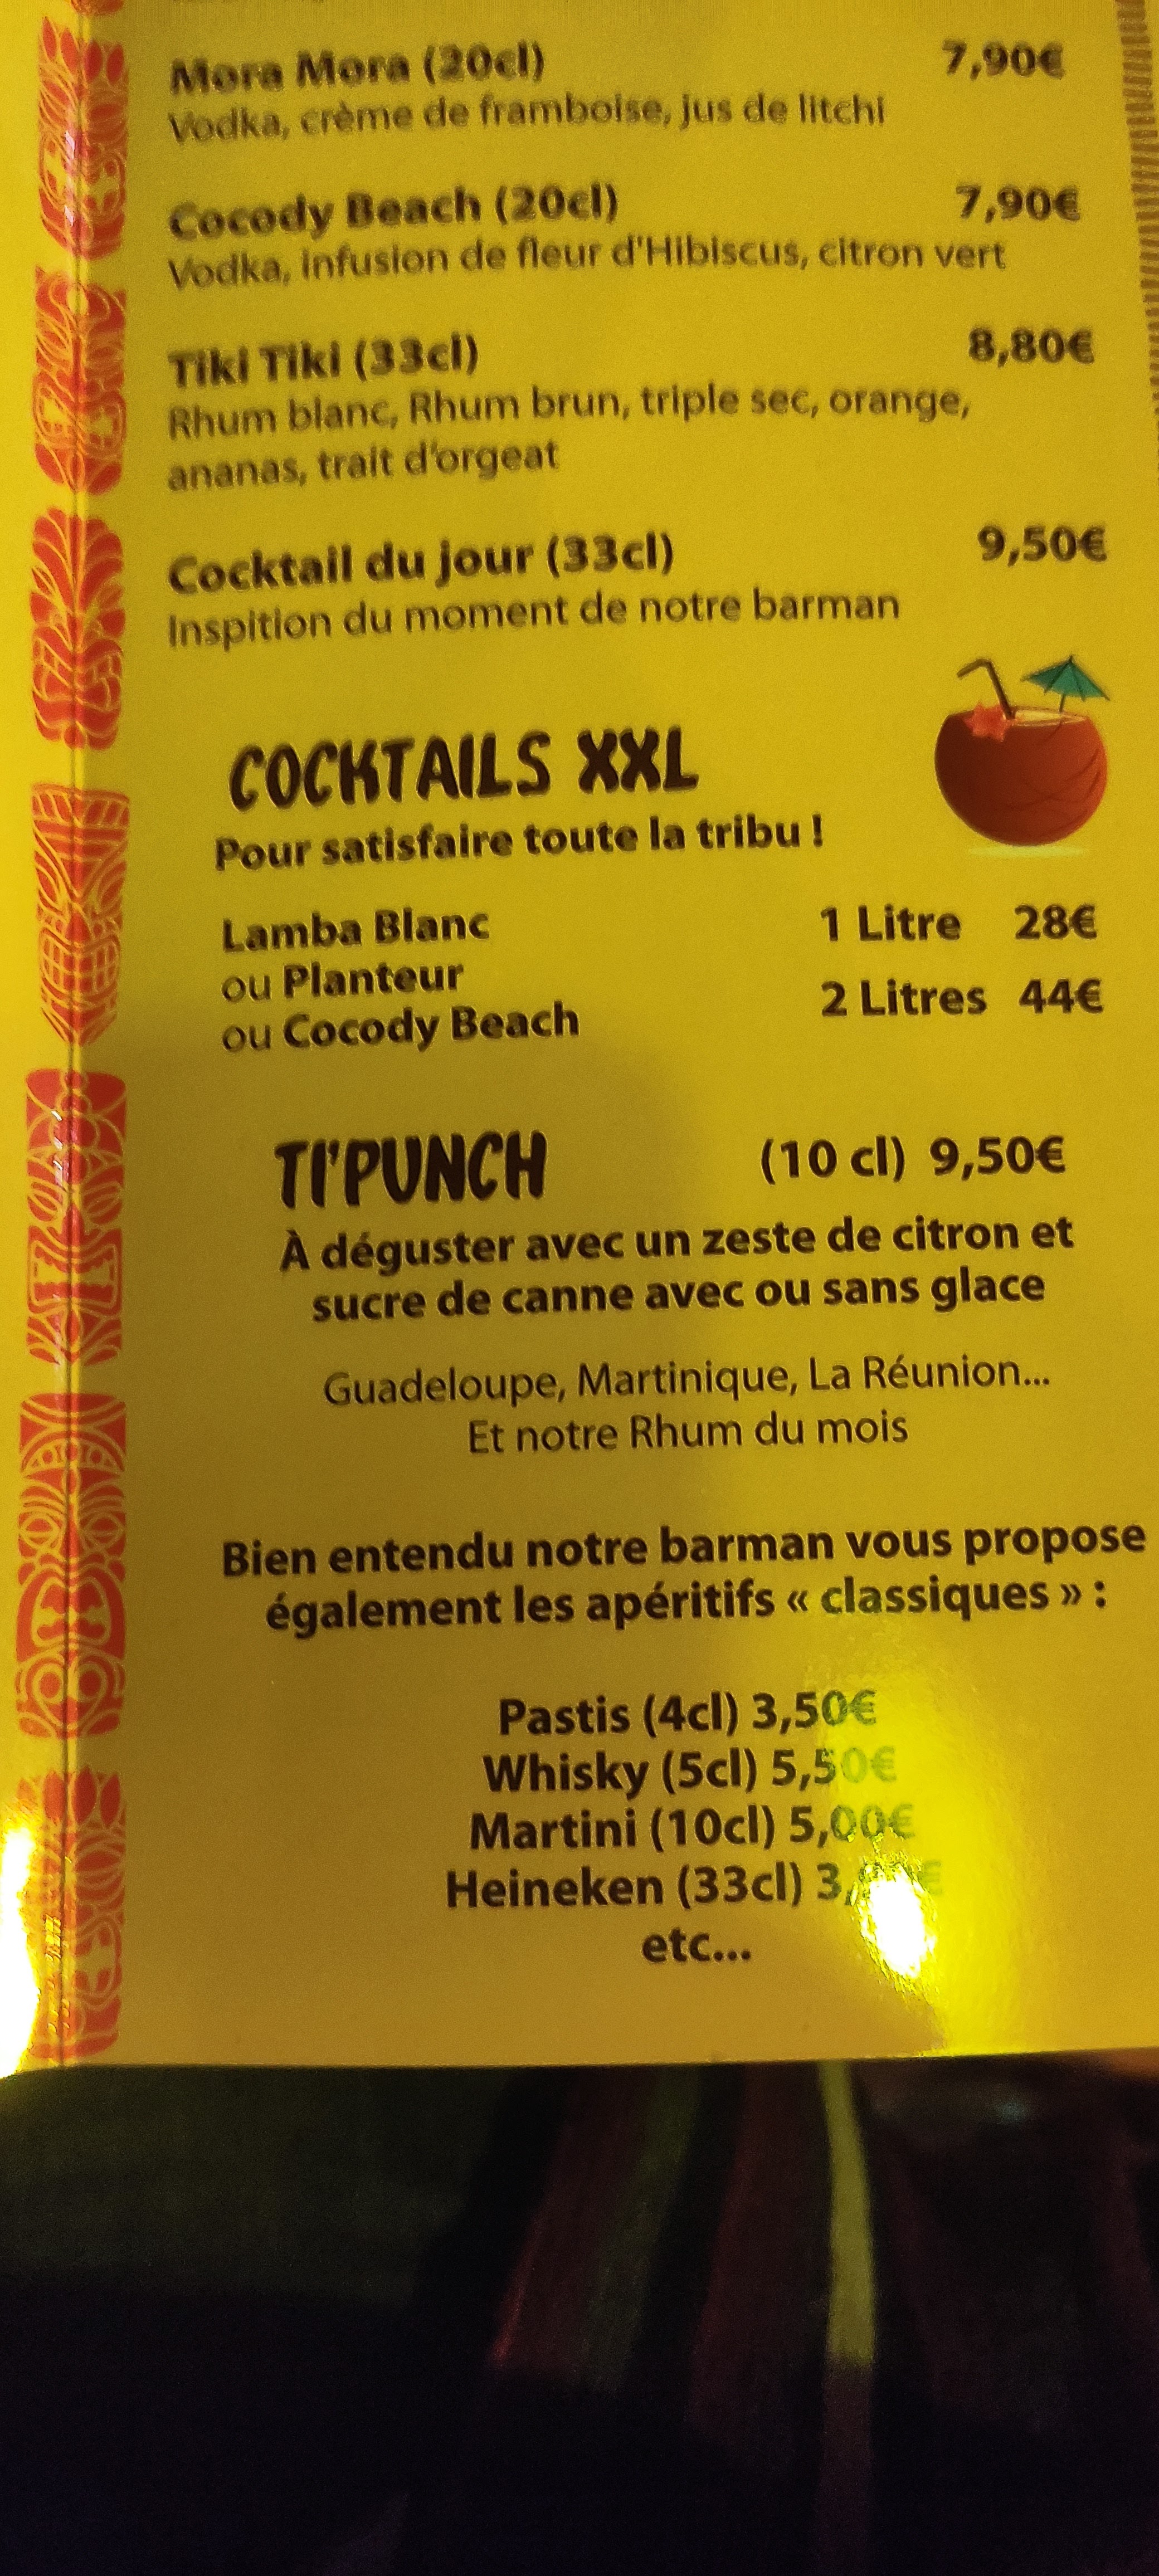 Mora Mora (20cl) 7,90€
Vodka, crème de framboise, jus de litchi
Cocody Beach (20cl) 7,90€
Vodka, infusion de fleur d'Hibiscus, citron vert
Tiki Tiki (33cl) 8,80€
Rhum blanc, Rhum brun, triple sec, orange,
ananas, trait d'orgeat
Cocktail du jour (33cl) 9,50€
Inspition du moment de notre barman
COCKTAILS XXL
Pour satisfaire toute la tribu !
Lamba Blanc 1 Litre 28€
ou Planteur
ou Cocody Beach 2 Litres 44€
TI'PUNCH (10 cl) 9,50€
À déguster avec un zeste de citron et
sucre de canne avec ou sans glace
Guadeloupe, Martinique, La Réunion...
Et notre Rhum du mois
Bien entendu notre barman vous propose
également les apéritifs « classiques » :
Pastis (4cl) 3,50€
Whisky (5cl) 5,50€
Martini (10cl) 5,00€
Heineken (33cl)
etc...